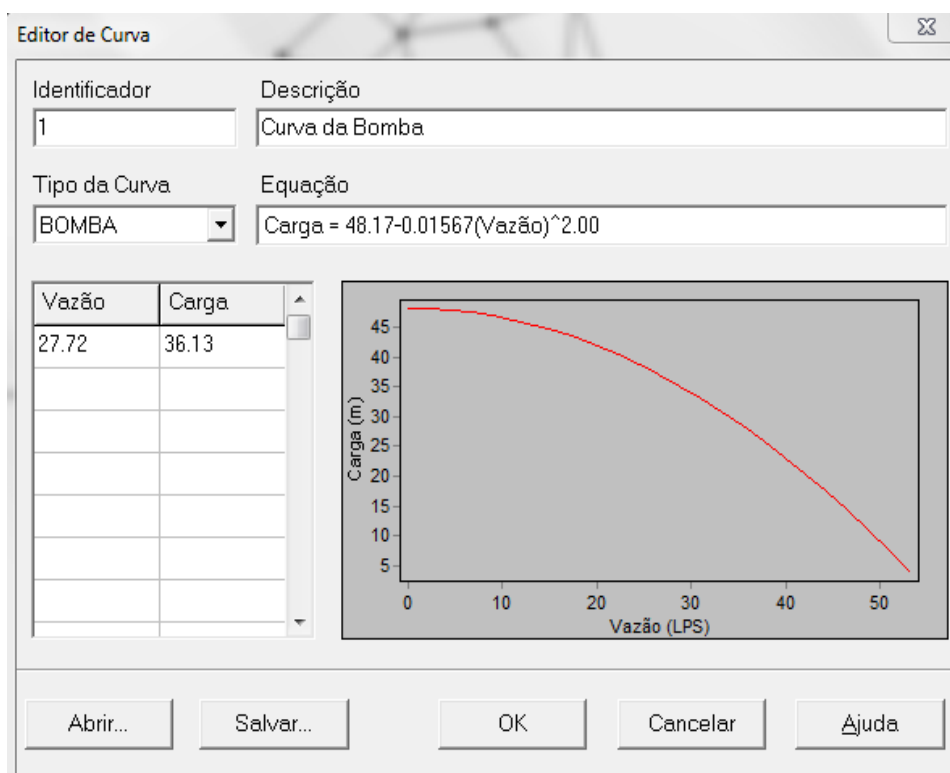 Editor de Curva
Identificador Descrição
1 Curva da Bomba
Tipo da Curva Equação
BOMBA Carga = 48.17-0.01567(Vazão)^2.00
Vazão Carga
27.72 36.13
45
40
35
30
25
20
15
10
5
Carga (m)
0 10 20 30 40 50
Vazão (LPS)
Abrir... Salvar... OK Cancelar Ajuda